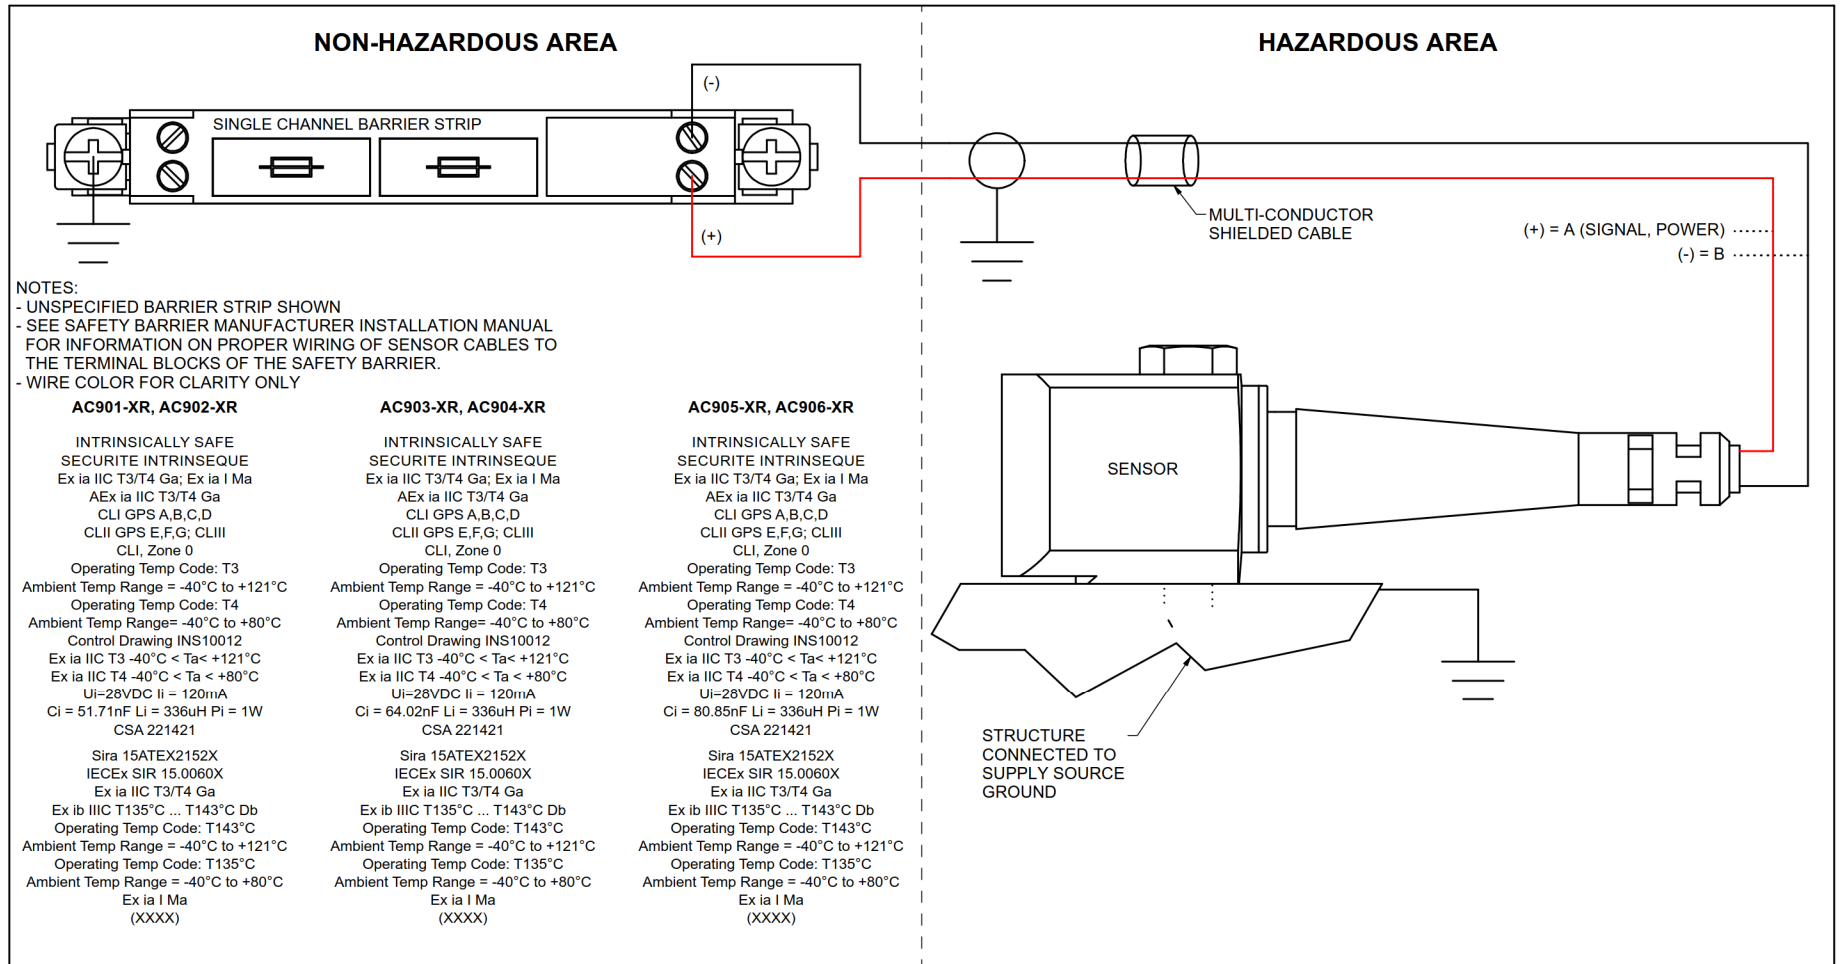 NON-HAZARDOUS AREA
HAZARDOUS AREA
(-)
SINGLE CHANNEL BARRIER STRIP
(+)
MULTI-CONDUCTOR
SHIELDED CABLE
(+) = A (SIGNAL, POWER)
(-) = B
NOTES:
- UNSPECIFIED BARRIER STRIP SHOWN
- SEE SAFETY BARRIER MANUFACTURER INSTALLATION MANUAL
FOR INFORMATION ON PROPER WIRING OF SENSOR CABLES TO
THE TERMINAL BLOCKS OF THE SAFETY BARRIER.
- WIRE COLOR FOR CLARITY ONLY
AC901-XR, AC902-XR
INTRINSICALLY SAFE
SECURITE INTRINSEQUE
Ex ia IIC T3/T4 Ga; Ex ia I Ma
AEx ia IIC T3/T4 Ga
CLI GPS A,B,C,D
CLII GPS E,F,G; CLIII
CLI, Zone 0
Operating Temp Code: T3
Ambient Temp Range = -40°C to +121°C
Operating Temp Code: T4
Ambient Temp Range= -40°C to +80°C
Control Drawing INS10012
Ex ia IIC T3 -40°C < Ta< +121°C
Ex ia IIC T4 -40°C < Ta < +80°C
Ui=28VDC Ii = 120mA
Ci = 51.71nF Li = 336uH Pi = 1W
CSA 221421
Sira 15ATEX2152X
IECEx SIR 15.0060X
Ex ia IIC T3/T4 Ga
Ex ib IIIC T135°C ... T143°C Db
Operating Temp Code: T143°C
Ambient Temp Range = -40°C to +121°C
Operating Temp Code: T135°C
Ambient Temp Range = -40°C to +80°C
Ex ia I Ma
(XXXX)
AC903-XR, AC904-XR
INTRINSICALLY SAFE
SECURITE INTRINSEQUE
Ex ia IIC T3/T4 Ga; Ex ia I Ma
AEx ia IIC T3/T4 Ga
CLI GPS A,B,C,D
CLII GPS E,F,G; CLIII
CLI, Zone 0
Operating Temp Code: T3
Ambient Temp Range = -40°C to +121°C
Operating Temp Code: T4
Ambient Temp Range= -40°C to +80°C
Control Drawing INS10012
Ex ia IIC T3 -40°C < Ta< +121°C
Ex ia IIC T4 -40°C < Ta < +80°C
Ui=28VDC Ii = 120mA
Ci = 64.02nF Li = 336uH Pi = 1W
CSA 221421
Sira 15ATEX2152X
IECEx SIR 15.0060X
Ex ia IIC T3/T4 Ga
Ex ib IIIC T135°C ... T143°C Db
Operating Temp Code: T143°C
Ambient Temp Range = -40°C to +121°C
Operating Temp Code: T135°C
Ambient Temp Range = -40°C to +80°C
Ex ia I Ma
(XXXX)
AC905-XR, AC906-XR
INTRINSICALLY SAFE
SECURITE INTRINSEQUE
Ex ia IIC T3/T4 Ga; Ex ia I Ma
AEx ia IIC T3/T4 Ga
CLI GPS A,B,C,D
CLII GPS E,F,G; CLIII
CLI, Zone 0
Operating Temp Code: T3
Ambient Temp Range = -40°C to +121°C
Operating Temp Code: T4
Ambient Temp Range= -40°C to +80°C
Control Drawing INS10012
Ex ia IIC T3 -40°C < Ta< +121°C
Ex ia IIC T4 -40°C < Ta < +80°C
Ui=28VDC Ii = 120mA
Ci = 80.85nF Li = 336uH Pi = 1W
CSA 221421
Sira 15ATEX2152X
IECEx SIR 15.0060X
Ex ia IIC T3/T4 Ga
Ex ib IIIC T135°C ... T143°C Db
Operating Temp Code: T143°C
Ambient Temp Range = -40°C to +121°C
Operating Temp Code: T135°C
Ambient Temp Range = -40°C to +80°C
Ex ia I Ma
(XXXX)
SENSOR
STRUCTURE
CONNECTED TO
SUPPLY SOURCE
GROUND